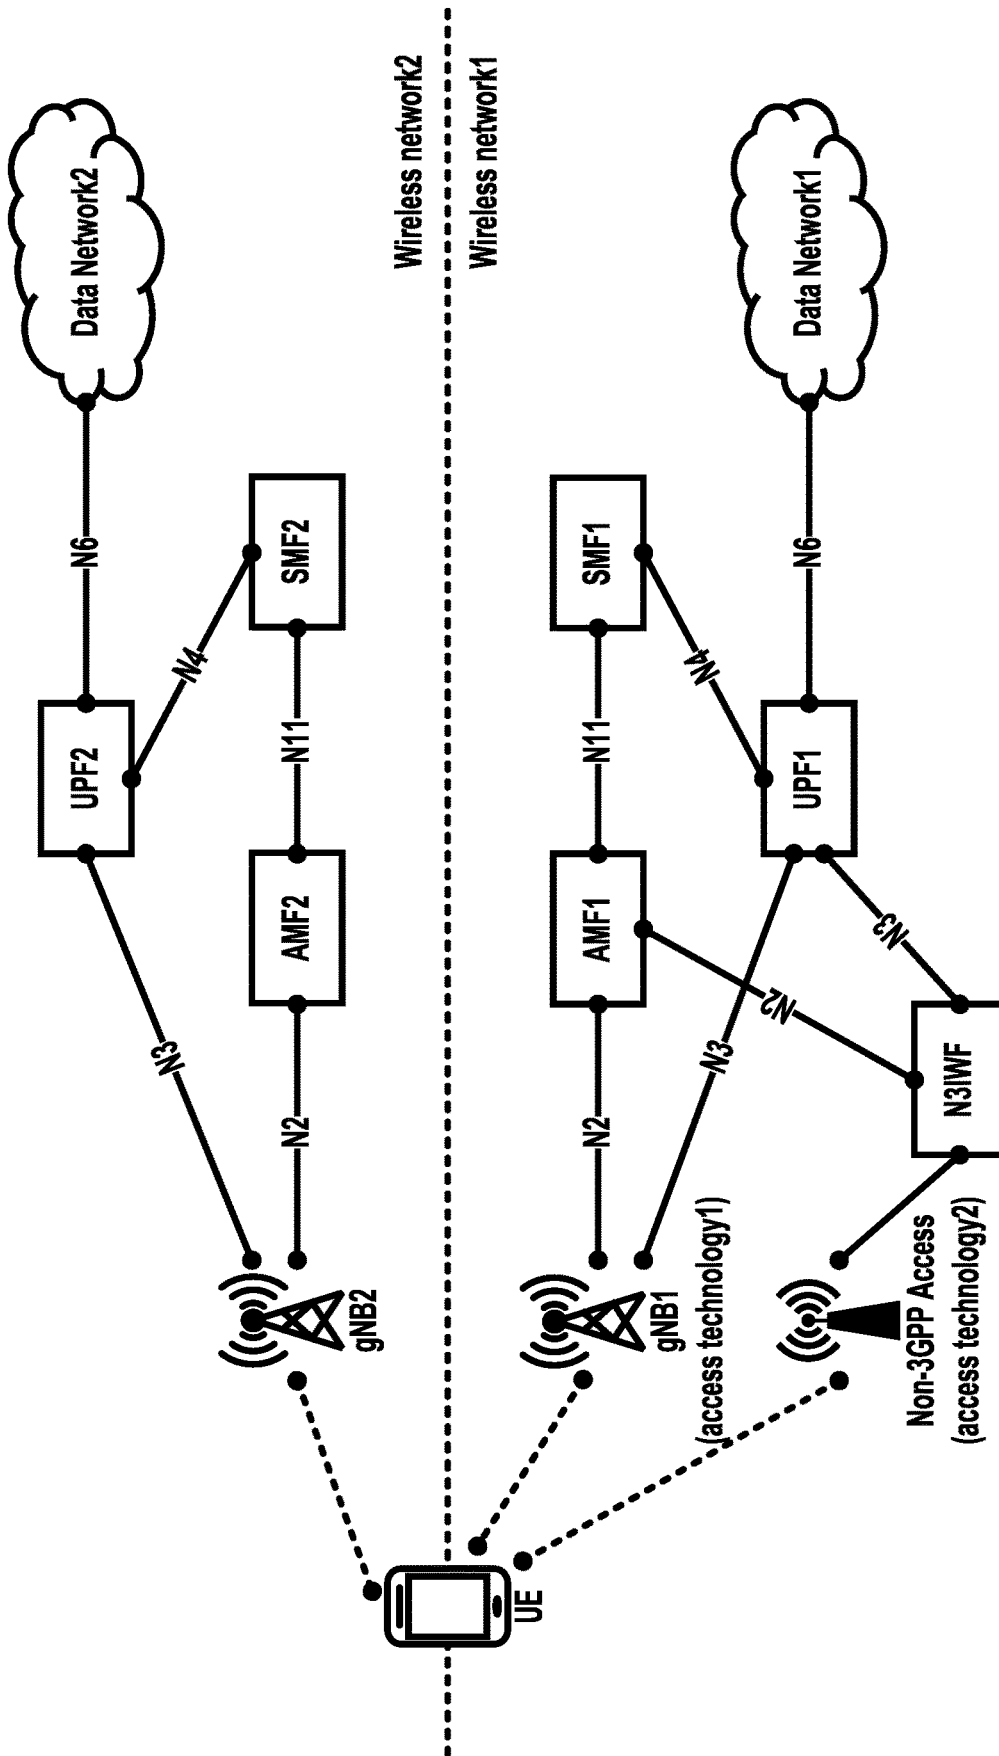 Data Network2
N6
UPF2
N4
SMF2
N3
N11
AMF2
N2
gNB2
Wireless network2
Wireless network1
UE
SMF1
N11
AMF1
N2
gNB1
(access technology1)
N4
N3
N2
Data Network1
N6
UPF1
N3
N3IWF
Non-3GPP Access
(access technology2)